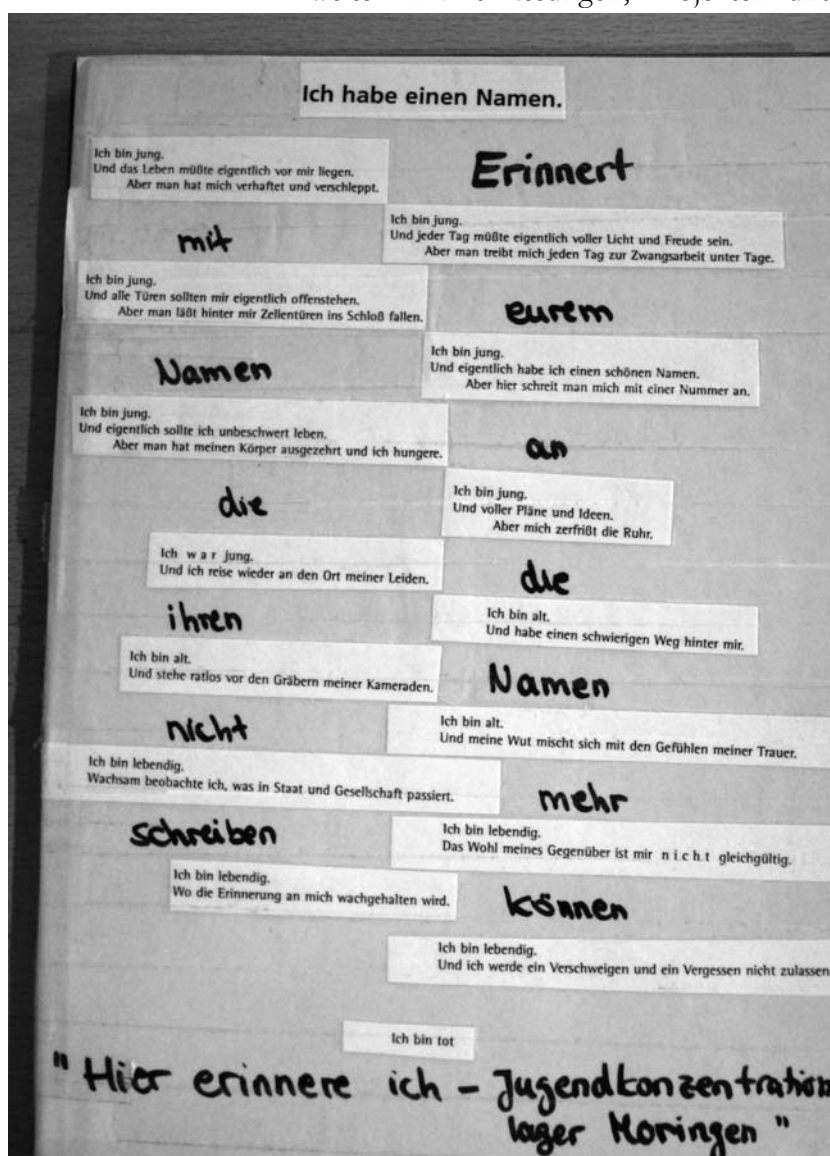 Ich habe einen Namen.
Ich bin jung.
Und das Leben müßte eigentlich vor mir liegen.
Aber man hat mich verhaftet und verschleppt.
Erinnert
mit
Ich bin jung.
Und jeder Tag müßte eigentlich voller Licht und Freude sein.
Aber man treibt mich jeden Tag zur Zwangsarbeit unter Tage.
Ich bin jung.
Und alle Türen sollten mir eigentlich offenstehen.
Aber man läßt hinter mir Zellentüren ins Schloß fallen.
eurem
Namen
Ich bin jung.
Und eigentlich habe ich einen schönen Namen.
Aber hier schreit man mich mit einer Nummer an.
Ich bin jung.
Und eigentlich sollte ich unbeschwert leben.
Aber man hat meinen Körper ausgezehrt und ich hungere.
an
die
Ich bin jung.
Und voller Pläne und Ideen.
Aber mich zerfrißt die Ruhr.
Ich w a r jung.
Und ich reise wieder an den Ort meiner Leiden.
die
ihren
Ich bin alt.
Und habe einen schwierigen Weg hinter mir.
Ich bin alt.
Und stehe ratlos vor den Gräbern meiner Kameraden.
Namen
nicht
Ich bin alt.
Und meine Wut mischt sich mit den Gefühlen meiner Trauer.
Ich bin lebendig.
Wachsam beobachte ich, was in Staat und Gesellschaft passiert.
mehr
schreiben
Ich bin lebendig.
Das Wohl meines Gegenüber ist mir n i c h t gleichgültig.
Ich bin lebendig.
Wo die Erinnerung an mich wachgehalten wird.
können
Ich bin lebendig.
Und ich werde ein Verschweigen und ein Vergessen nicht zulassen
Ich bin tot
"Hier erinnere ich - Jugendkonzentration
lager Moringen"